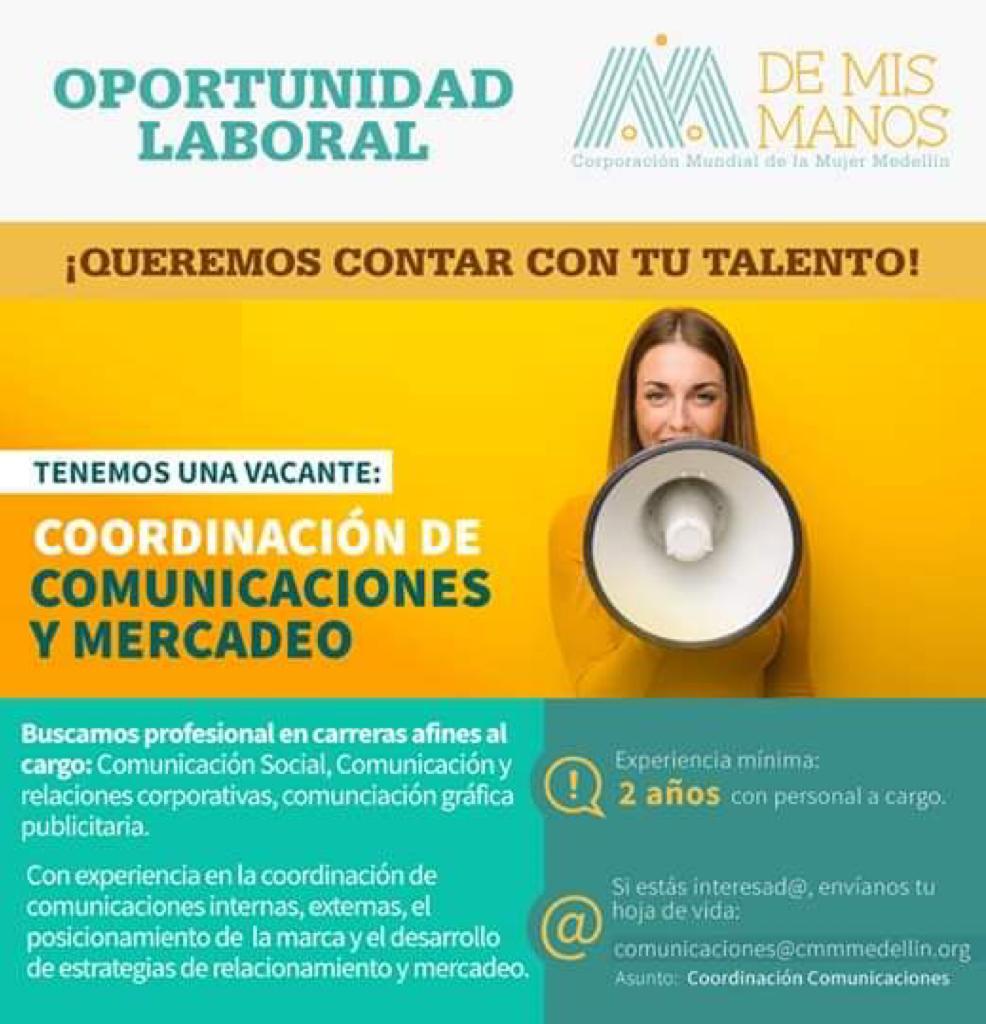 OPORTUNIDAD
LABORAL
DE MIS
MANOS
Corporación Mundial de la Mujer Medellín
¡QUEREMOS CONTAR CON TU TALENTO!
TENEMOS UNA VACANTE:
COORDINACIÓN DE
COMUNICACIONES
Y MERCADEO
Buscamos profesional en carreras afines al
cargo: Comunicación Social, Comunicación y
relaciones corporativas, comunciación gráfica
publicitaria.
Con experiencia en la coordinación de
comunicaciones internas, externas, el
posicionamiento de la marca y el desarrollo
de estrategias de relacionamiento y mercadeo.
Experiencia mínima:
2 años con personal a cargo.
Si estás interesad@, envíanos tu
hoja de vida:
comunicaciones@cmmmedellin.org
Asunto: Coordinación Comunicaciones